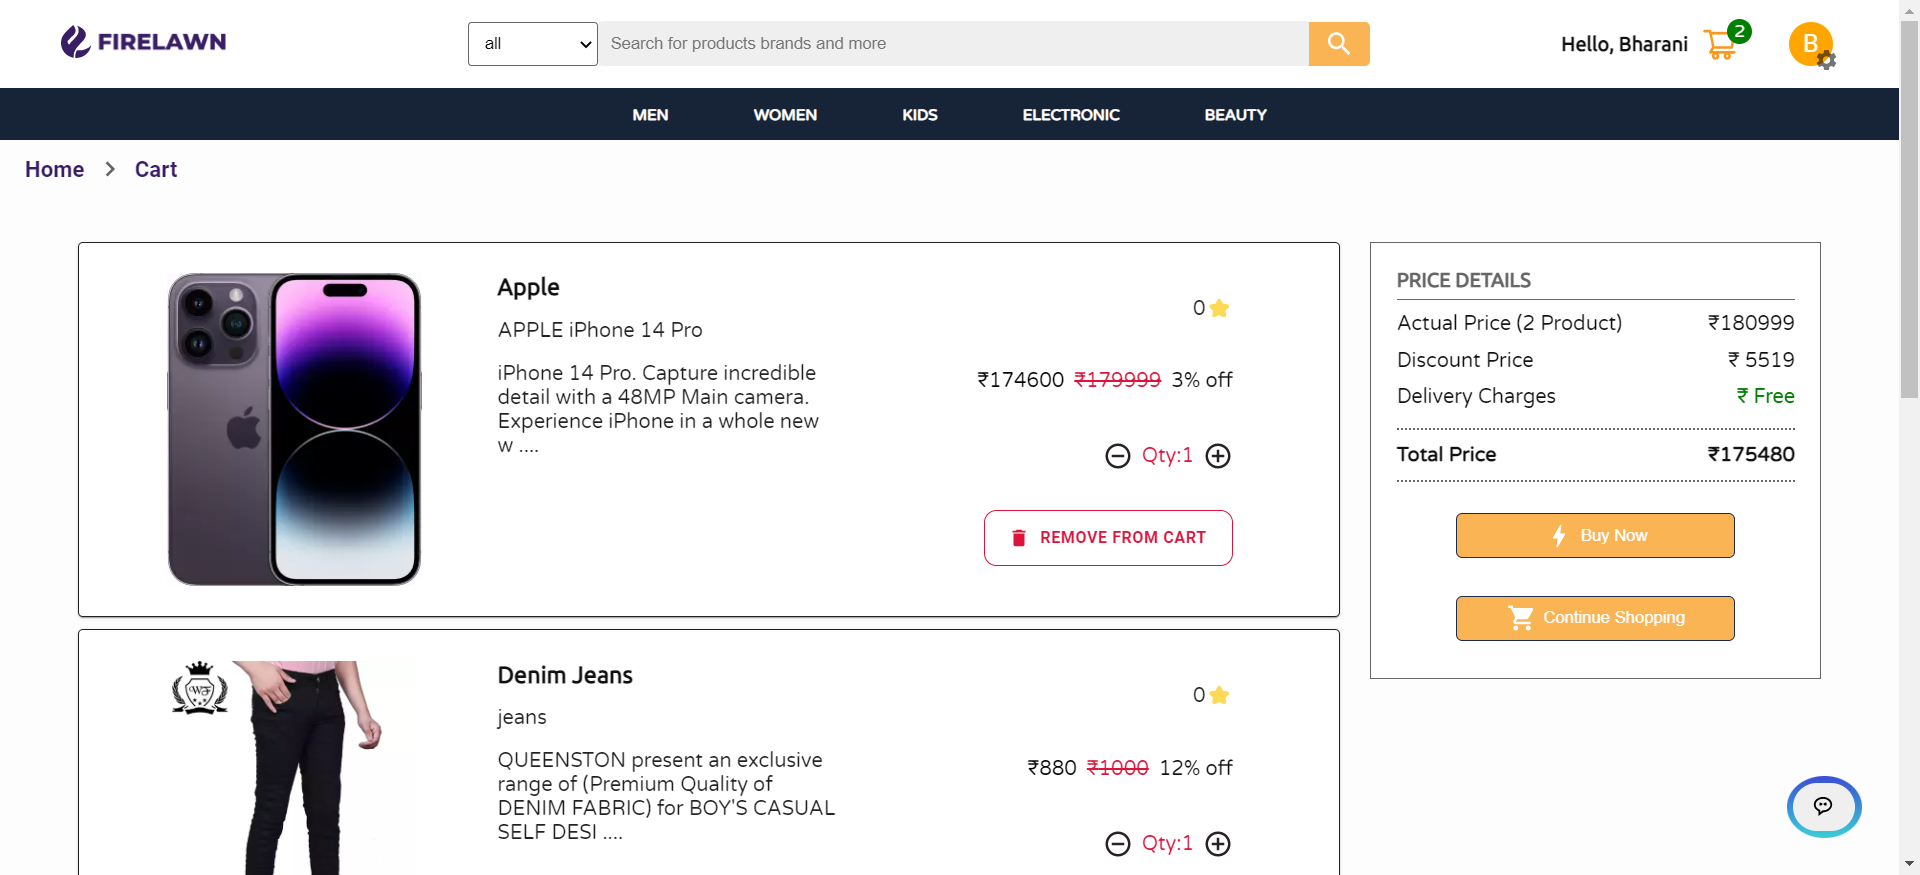 FIRELAWN
all
Search for products brands and more
Hello, Bharani
2
B
MEN
WOMEN
KIDS
ELECTRONIC
BEAUTY
Home
Cart
Apple
APPLE iPhone 14 Pro
iPhone 14 Pro. Capture incredible
detail with a 48MP Main camera.
Experience iPhone in a whole new
w ....
0
₹174600 ₹179999 3% off
Qty:1
REMOVE FROM CART
PRICE DETAILS
Actual Price (2 Product) ₹180999
Discount Price ₹ 5519
Delivery Charges ₹ Free
Total Price ₹175480
Buy Now
Continue Shopping
WF
Denim Jeans
jeans
QUEENSTON present an exclusive
range of (Premium Quality of
DENIM FABRIC) for BOY'S CASUAL
SELF DESI ....
0
₹880 ₹1000 12% off
Qty:1